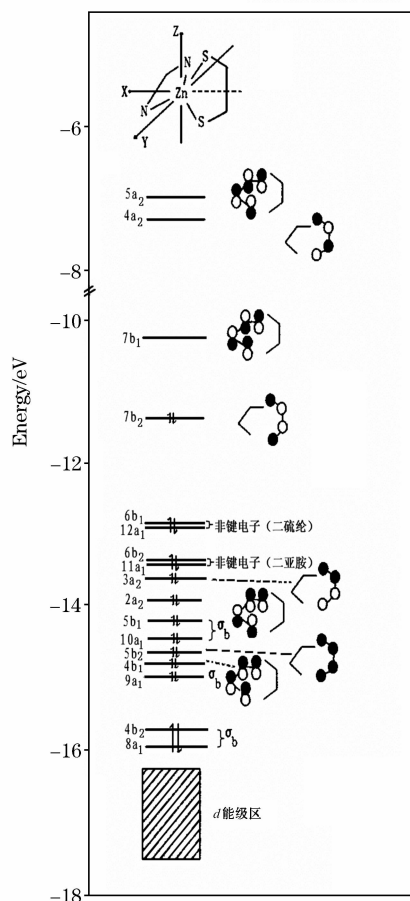 Z
N
S
X
Zn
N
S
Y
Energy/eV
−6
−8
−10
−12
−14
−16
−18
5a₂
4a₂
7b₁
7b₂
6b₁
12a₁
非键电子（二硫纶）
6b₂
11a₁
非键电子（二亚胺）
3a₂
2a₂
5b₁
10a₁
σb
5b₂
4b₁
9a₁
σb
4b₂
8a₁
σb
d能级区